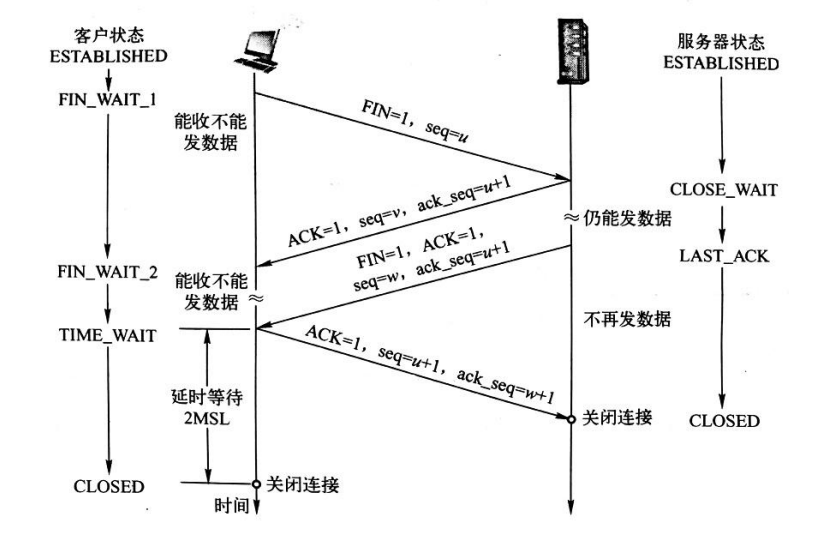 客户状态
ESTABLISHED
服务器状态
ESTABLISHED
FIN_WAIT_1
能收不能
发数据
FIN=1，seq=u
CLOSE_WAIT
ACK=1，seq=v，ack_seq=u+1
仍能发数据
FIN=1，ACK=1，
seq=w，ack_seq=u+1
LAST_ACK
FIN_WAIT_2
能收不能
发数据
不再发数据
TIME_WAIT
ACK=1，seq=u+1，ack_seq=w+1
延时等待
2MSL
关闭连接
CLOSED
CLOSED
关闭连接
时间